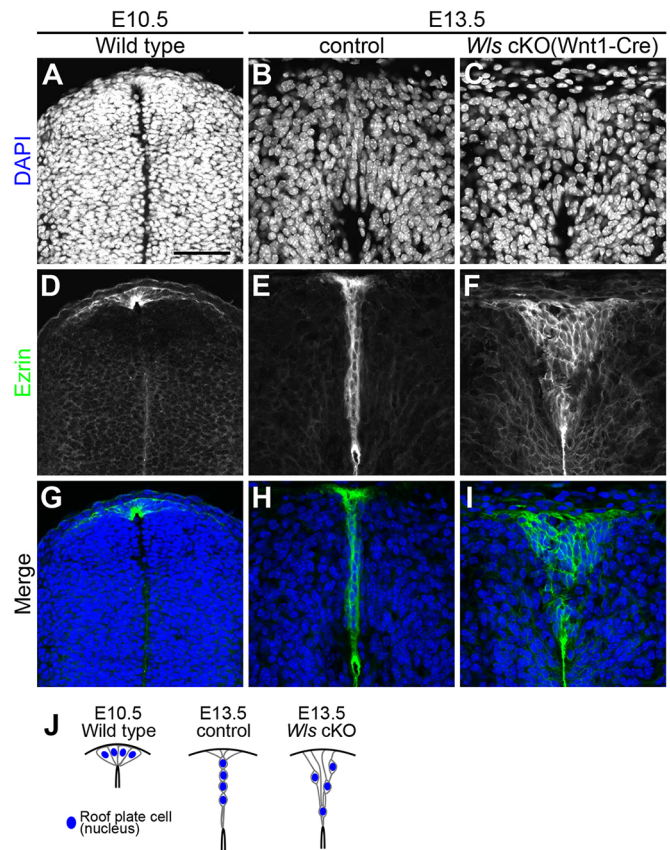 E10.5 E13.5
Wild type control Wls cKO(Wnt1-Cre)
A B C
DAPI
D E F
Ezrin
G H I
Merge
J
E10.5 E13.5 E13.5
Wild type control Wls cKO
Roof plate cell
(nucleus)